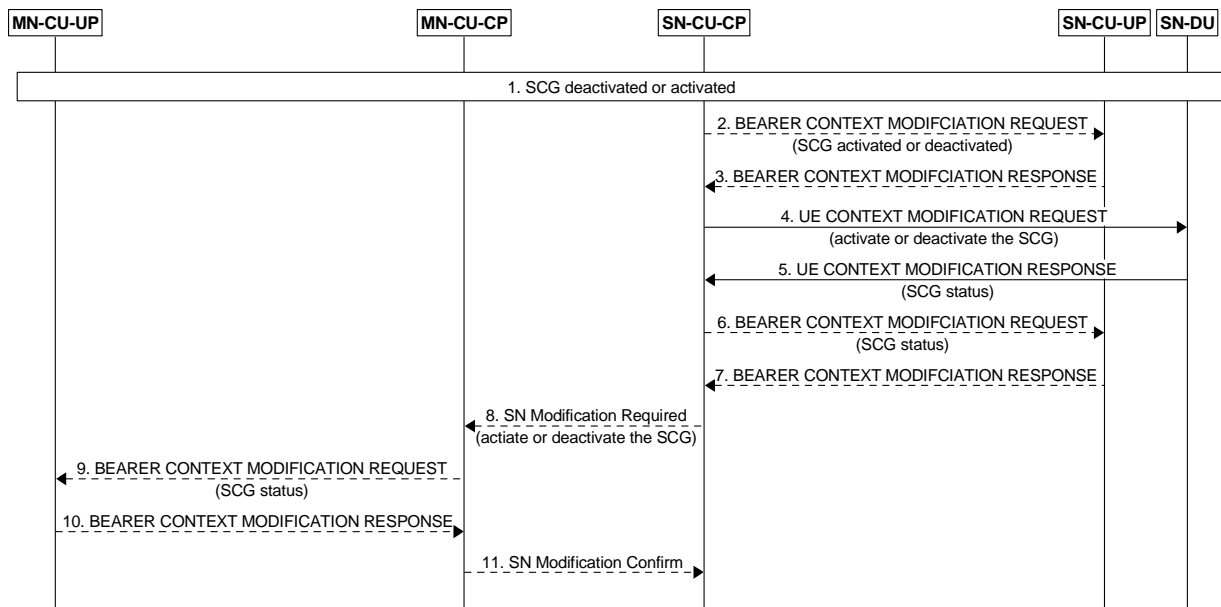 MN-CU-UP
MN-CU-CP
SN-CU-CP
SN-CU-UP
SN-DU
1. SCG deactivated or activated
2. BEARER CONTEXT MODIFCIATION REQUEST
(SCG activated or deactivated)
3. BEARER CONTEXT MODIFCIATION RESPONSE
4. UE CONTEXT MODIFICATION REQUEST
(activate or deactivate the SCG)
5. UE CONTEXT MODIFICATION RESPONSE
(SCG status)
6. BEARER CONTEXT MODIFCIATION REQUEST
(SCG status)
7. BEARER CONTEXT MODIFCIATION RESPONSE
8. SN Modification Required
(actiate or deactivate the SCG)
9. BEARER CONTEXT MODIFICATION REQUEST
(SCG status)
10. BEARER CONTEXT MODIFICATION RESPONSE
11. SN Modification Confirm